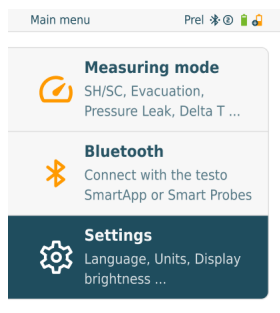 Main menu Prel ②
Measuring mode
SH/SC, Evacuation,
Pressure Leak, Delta T ...
Bluetooth
Connect with the testo
SmartApp or Smart Probes
Settings
Language, Units, Display
brightness ...